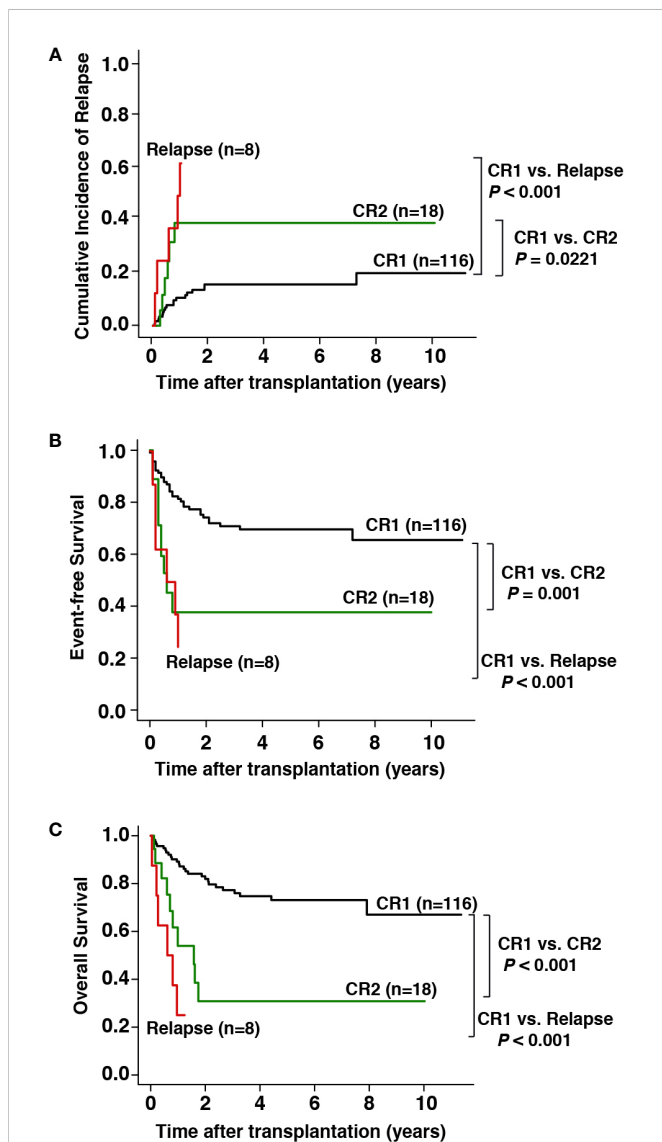 A
Cumulative Incidence of Relapse
1.0
0.8
0.6
0.4
0.2
0.0
Relapse (n=8)
CR2 (n=18)
CR1 (n=116)
CR1 vs. Relapse
P < 0.001
CR1 vs. CR2
P = 0.0221
0 2 4 6 8 10
Time after transplantation (years)
B
Event-free Survival
1.0
0.8
0.6
0.4
0.2
0.0
CR1 (n=116)
CR2 (n=18)
Relapse (n=8)
CR1 vs. CR2
P = 0.001
CR1 vs. Relapse
P < 0.001
0 2 4 6 8 10
Time after transplantation (years)
C
Overall Survival
1.0
0.8
0.6
0.4
0.2
0.0
CR1 (n=116)
CR2 (n=18)
Relapse (n=8)
CR1 vs. CR2
P < 0.001
CR1 vs. Relapse
P < 0.001
0 2 4 6 8 10
Time after transplantation (years)